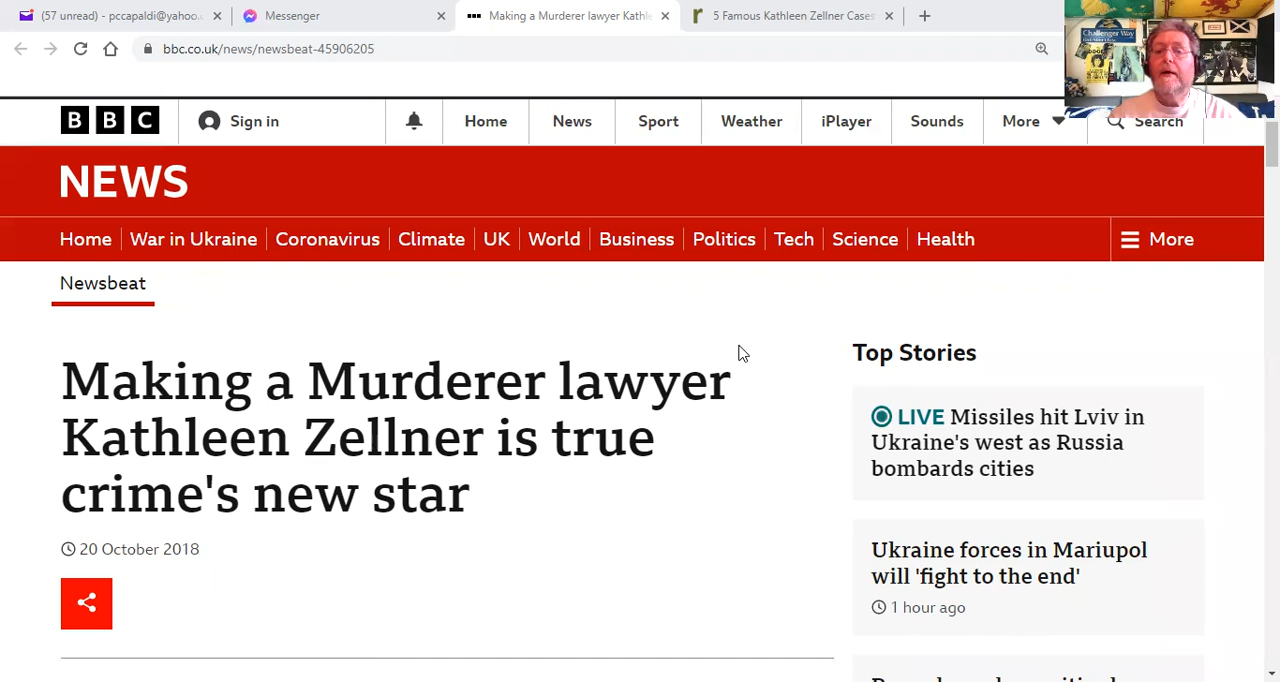 (57 unread) - pccapaldi@yahoo.
Messenger
Making a Murderer lawyer Kathl
5 Famous Kathleen Zellner Cases
bbc.co.uk/news/newsbeat-45906205
Challenger Way
BBC
Sign in
Home
News
Sport
Weather
iPlayer
Sounds
More
Search
NEWS
Home
War in Ukraine
Coronavirus
Climate
UK
World
Business
Politics
Tech
Science
Health
More
Newsbeat
Making a Murderer lawyer
Kathleen Zellner is true
crime's new star
20 October 2018
Top Stories
LIVE Missiles hit Lviv in
Ukraine's west as Russia
bombards cities
Ukraine forces in Mariupol
will 'fight to the end'
1 hour ago